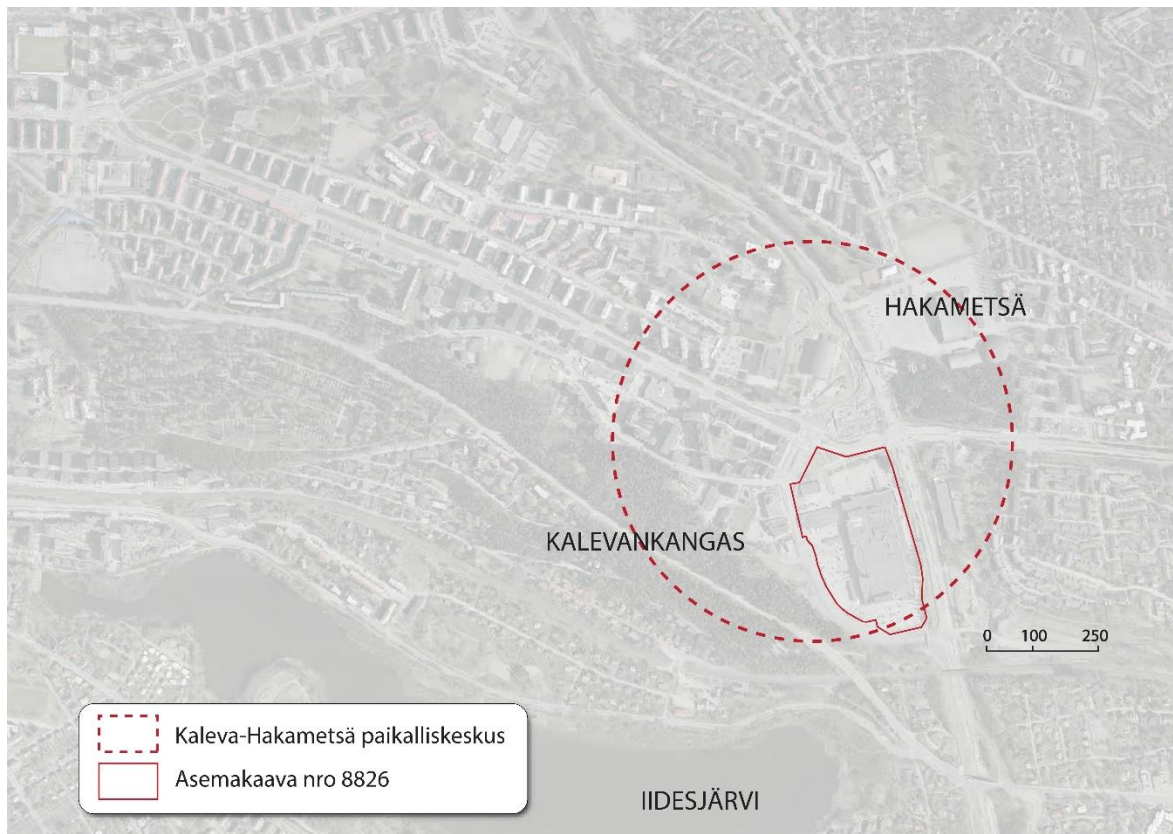 HAKAMETSÄ
KALEVANKANGAS
0 100 250
Kaleva-Hakametsä paikalliskeskus
Asemakaava nro 8826
IIDESJÄRVI